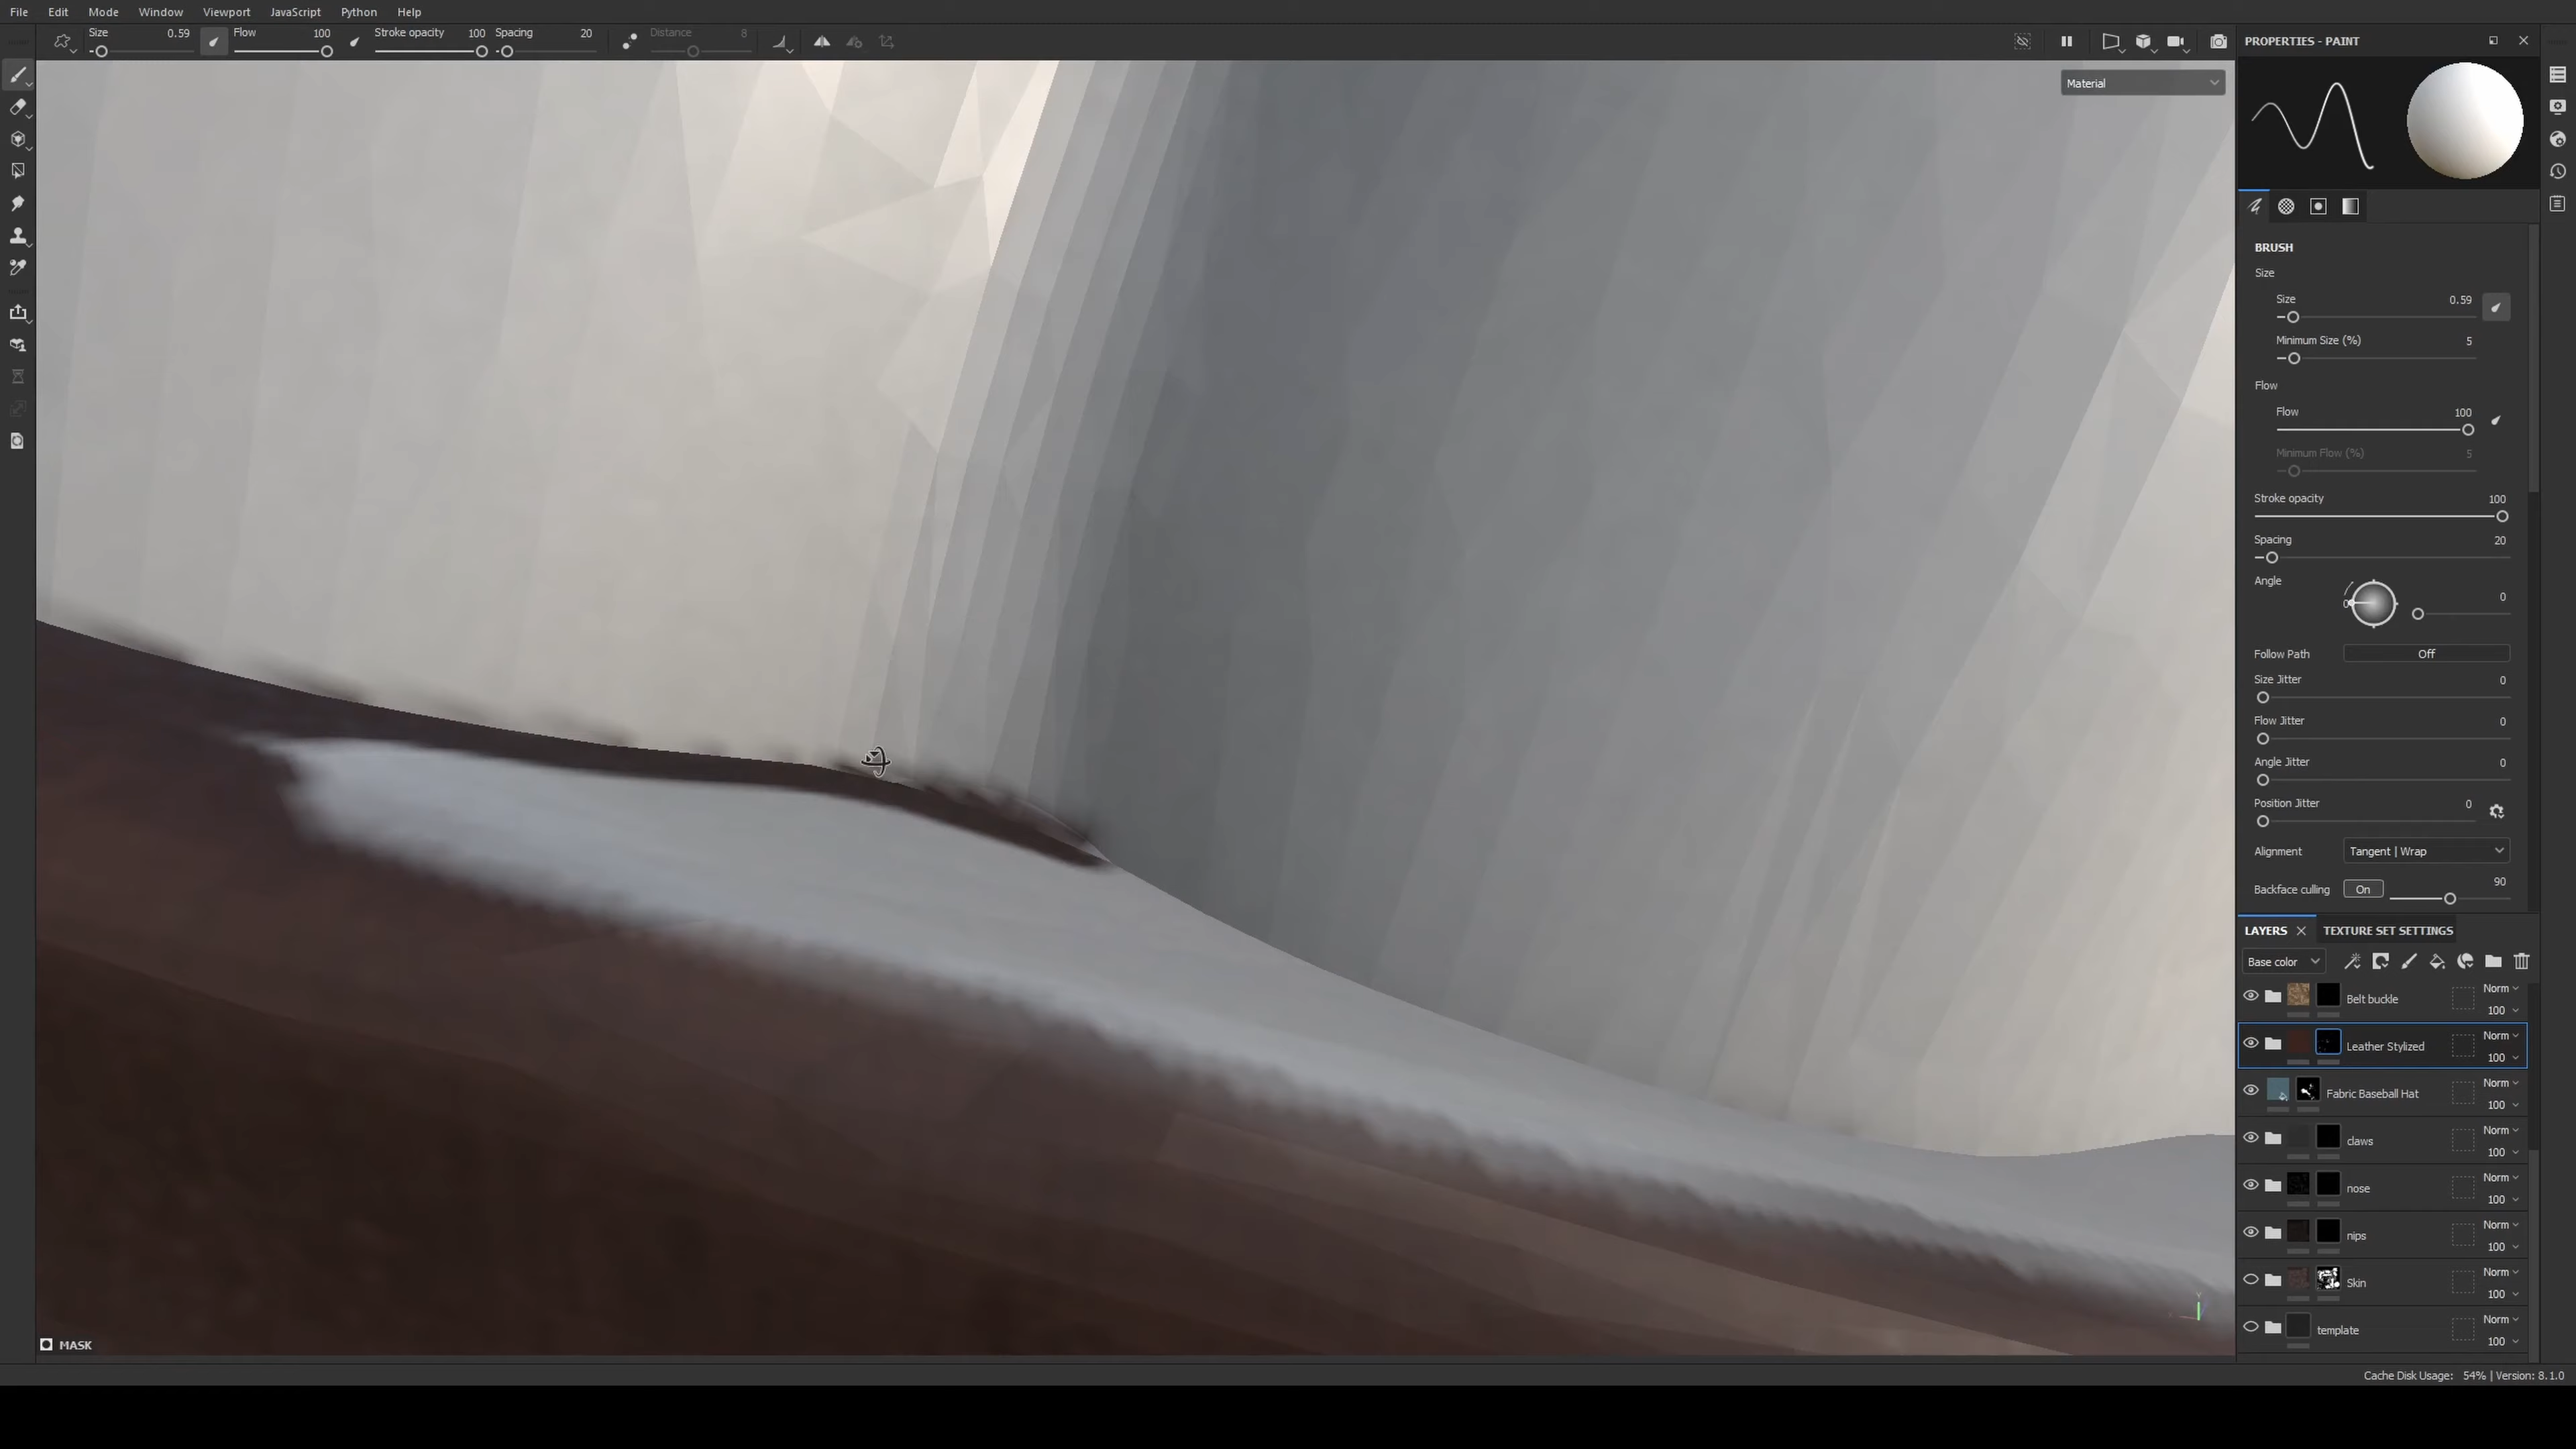 File Edit Mode Window Viewport JavaScript Python Help
Size 0.59 Flow 100 Stroke opacity 100 Spacing 20 Distance 8
PROPERTIES - PAINT
Material
BRUSH
Size
Size 0.59
Minimum Size (%) 5
Flow
Flow 100
Minimum Flow (%) 5
Stroke opacity 100
Spacing 20
Angle 0
0
Follow Path Off
Size Jitter 0
Flow Jitter 0
Angle Jitter 0
Position Jitter 0
Alignment Tangent | Wrap
Backface culling On 90
LAYERS TEXTURE SET SETTINGS
Base color
Belt buckle Norm 100
Leather Stylized Norm 100
Fabric Baseball Hat Norm 100
claws Norm 100
nose Norm 100
nips Norm 100
Skin Norm 100
template Norm 100
Y
MASK
Cache Disk Usage: 54% | Version: 8.1.0